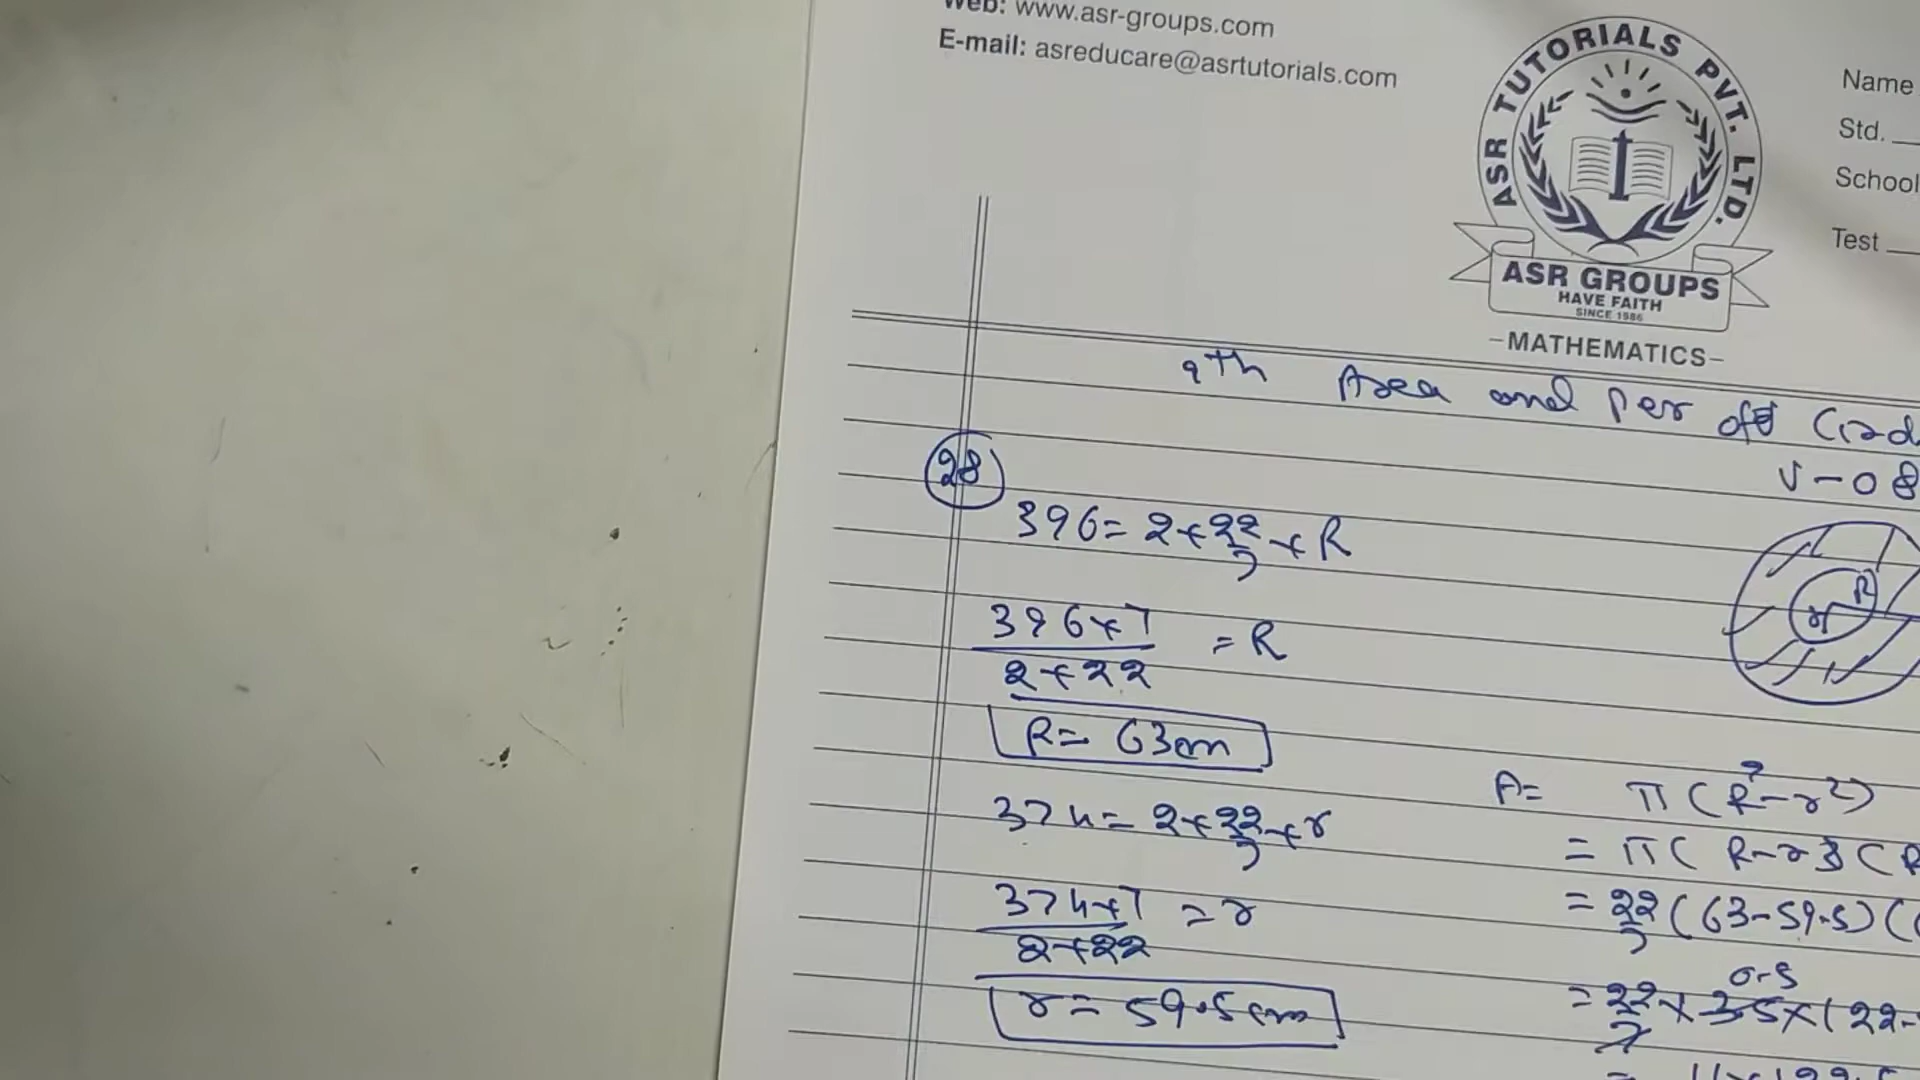 Web: www.asr-groups.com
E-mail: asreducare@asrtutorials.com
ASR TUTORIALS PVT. LTD.
ASR GROUPS
HAVE FAITH
SINCE 1986
-MATHEMATICS-
Name
Std.
School
Test
9th Area and Per of
V-08
28
396 = 2 × 22/7 × R
396×7 / 2×22 = R
R = 63cm
R
r
374 = 2 × 22/7 × r
374×7 / 2×22 = r
r = 59.5cm
A = π(R²-r²)
= π(R-r)(R
= 22/7 (63-59.5)(
0.5
= 22/7 × 3.5 × (22.